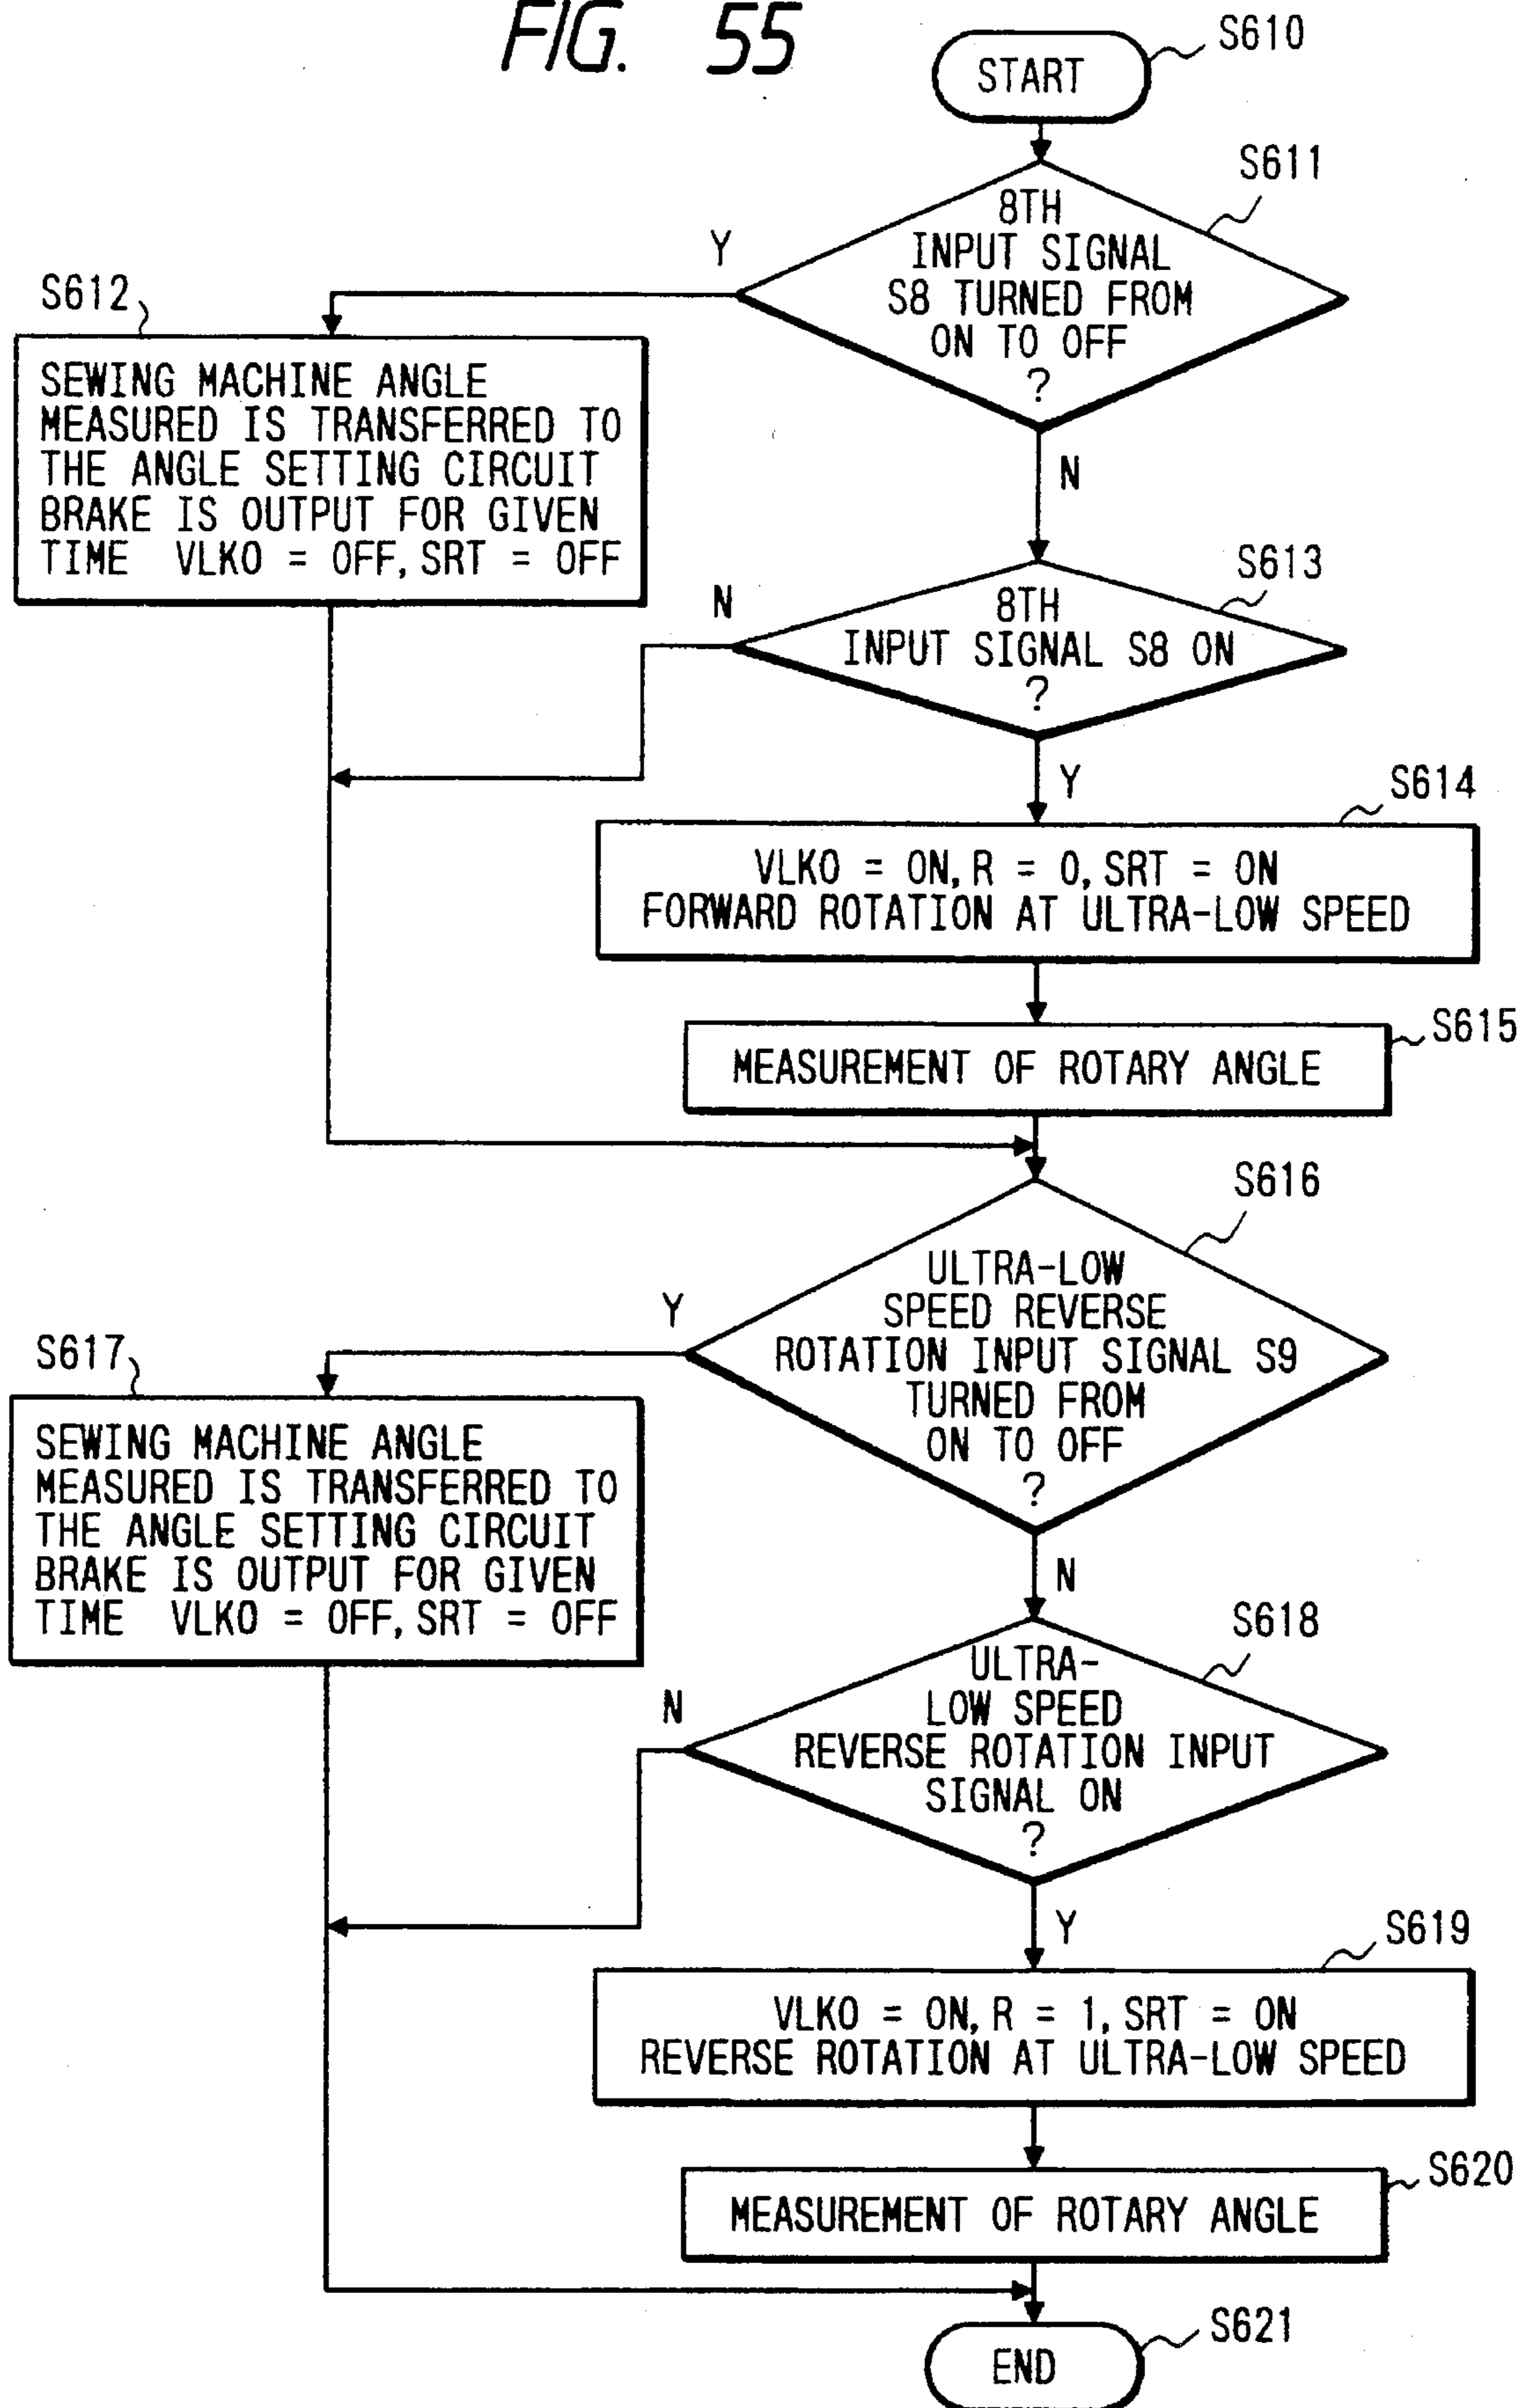 FIG. 55
START
S610
S611
8TH
INPUT SIGNAL
S8 TURNED FROM
ON TO OFF
?
Y
N
S612
SEWING MACHINE ANGLE
MEASURED IS TRANSFERRED TO
THE ANGLE SETTING CIRCUIT
BRAKE IS OUTPUT FOR GIVEN
TIME VLKO = OFF, SRT = OFF
S613
8TH
INPUT SIGNAL S8 ON
?
N
Y
S614
VLKO = ON, R = 0, SRT = ON
FORWARD ROTATION AT ULTRA-LOW SPEED
S615
MEASUREMENT OF ROTARY ANGLE
S616
ULTRA-LOW
SPEED REVERSE
ROTATION INPUT SIGNAL S9
TURNED FROM
ON TO OFF
?
Y
N
S617
SEWING MACHINE ANGLE
MEASURED IS TRANSFERRED TO
THE ANGLE SETTING CIRCUIT
BRAKE IS OUTPUT FOR GIVEN
TIME VLKO = OFF, SRT = OFF
S618
ULTRA-
LOW SPEED
REVERSE ROTATION INPUT
SIGNAL ON
?
N
Y
S619
VLKO = ON, R = 1, SRT = ON
REVERSE ROTATION AT ULTRA-LOW SPEED
S620
MEASUREMENT OF ROTARY ANGLE
S621
END